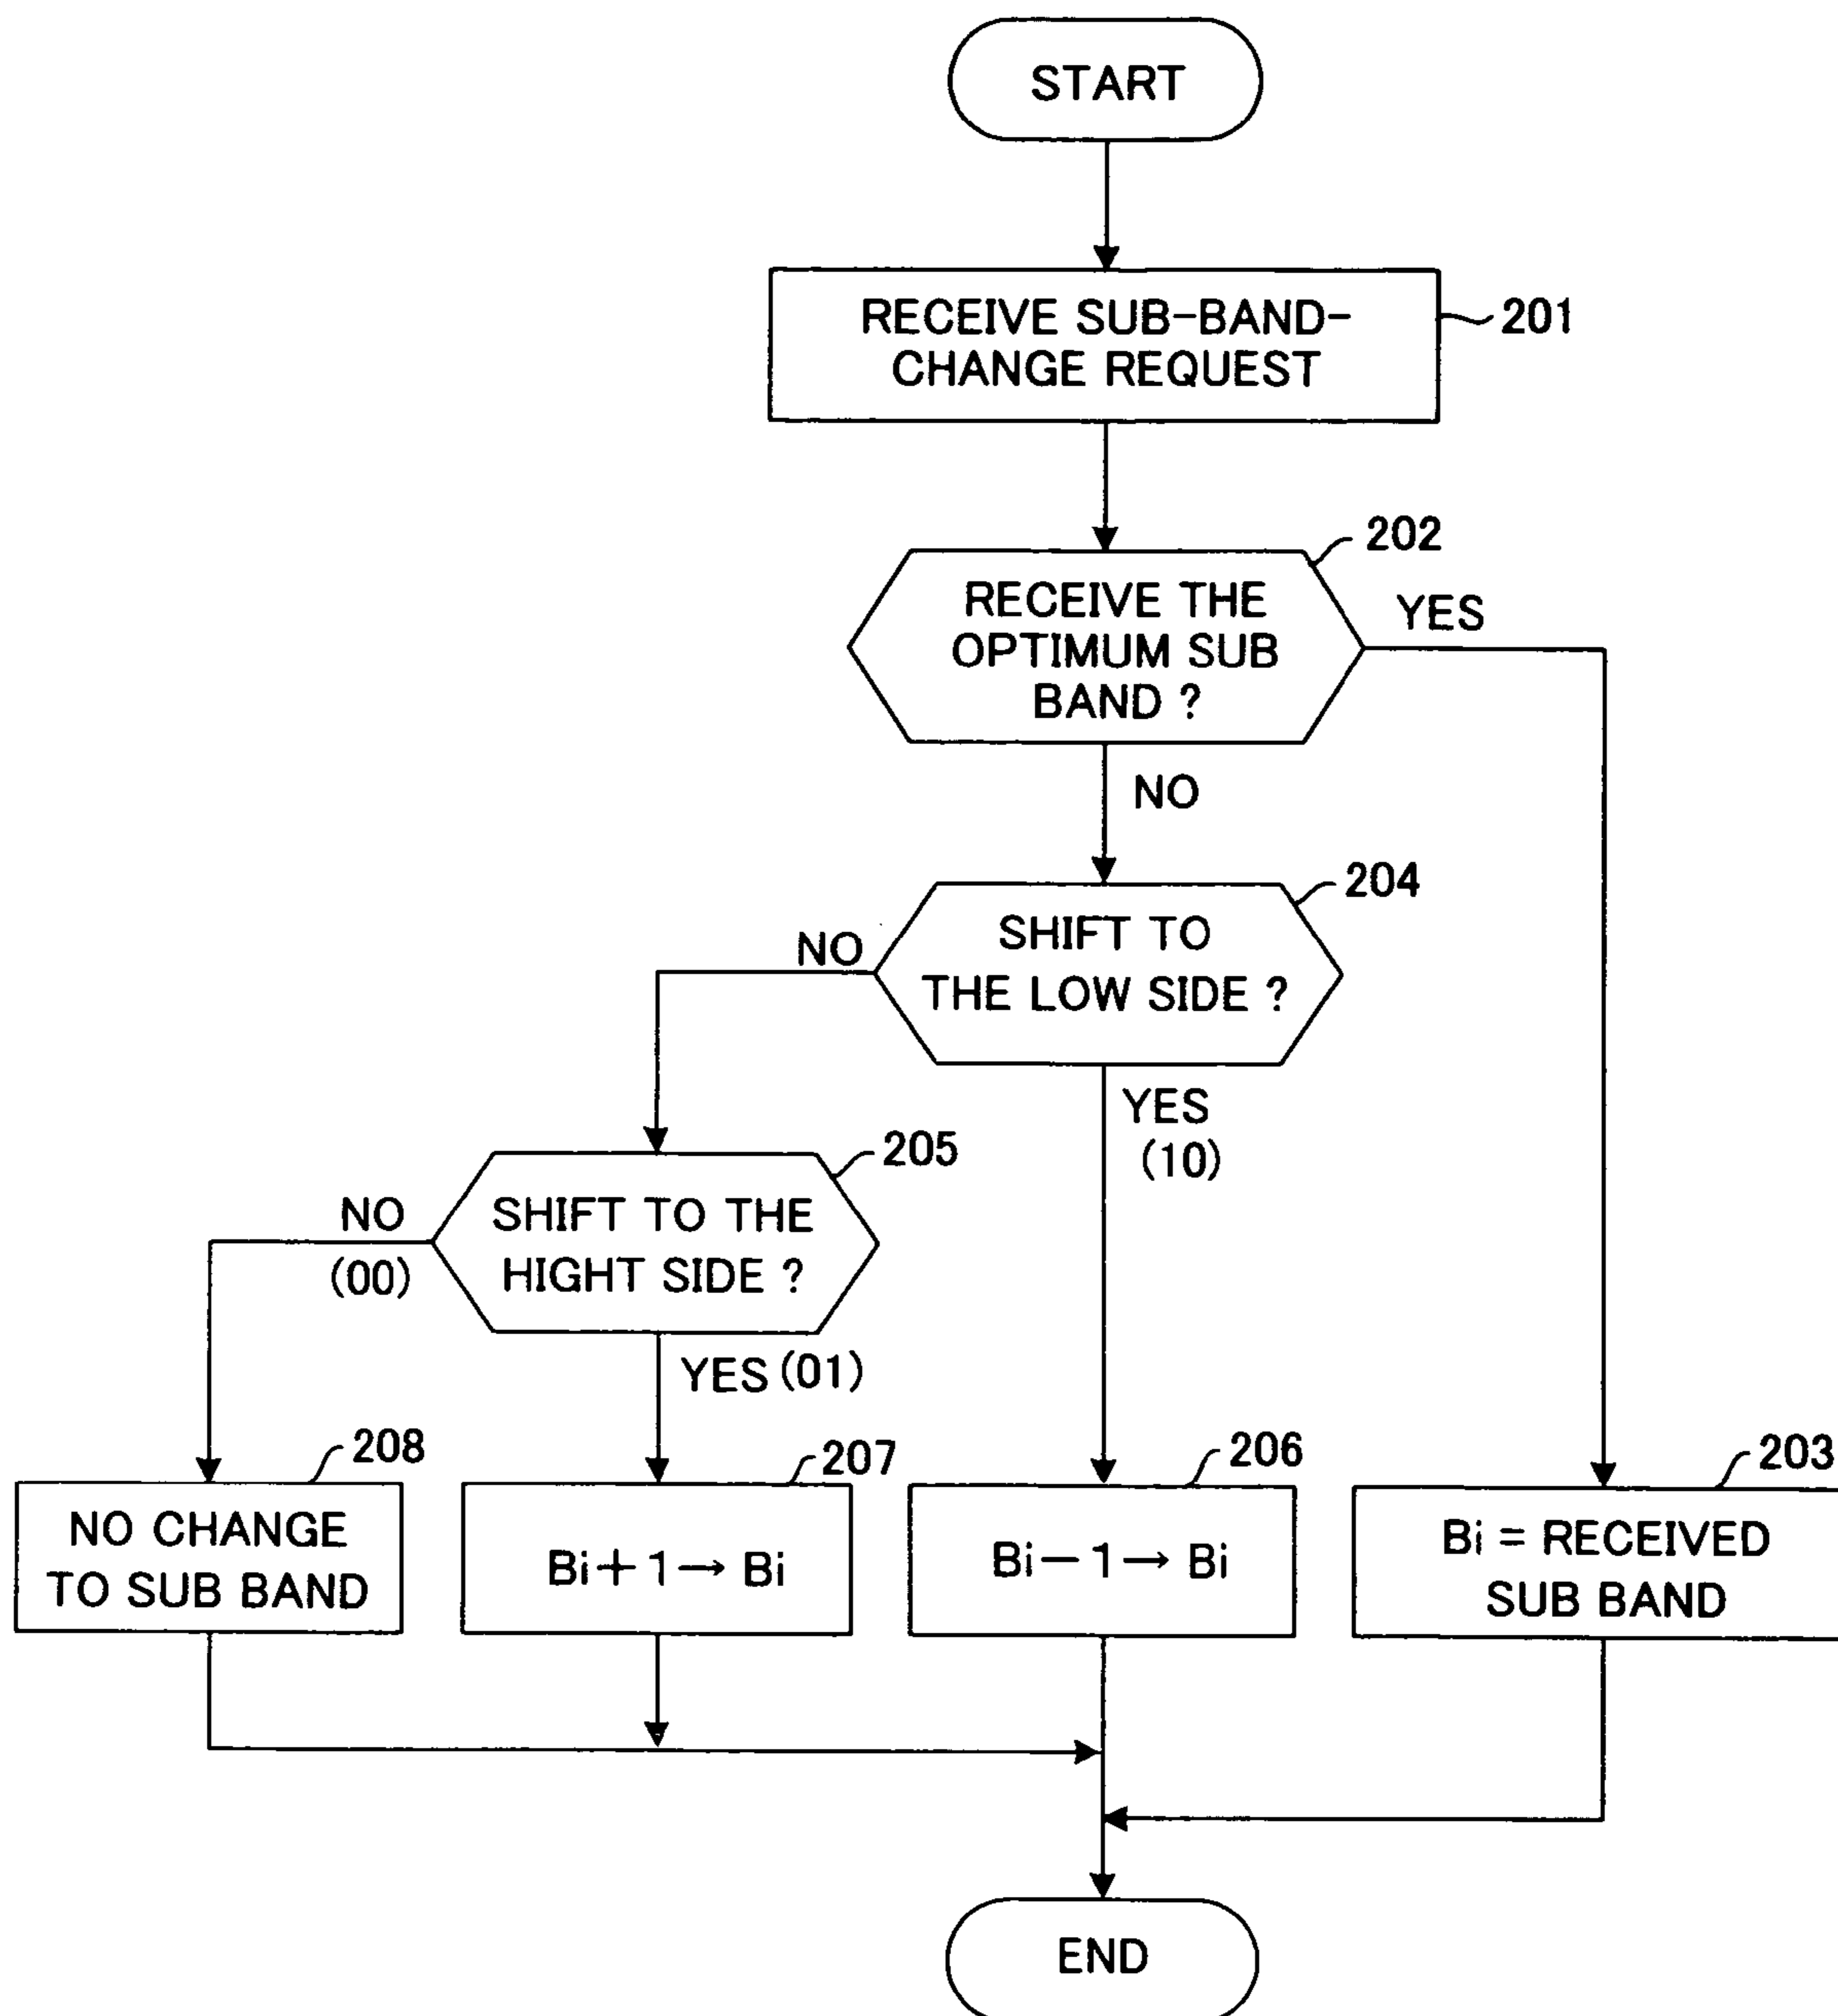 START
RECEIVE SUB-BAND-
CHANGE REQUEST
201
202
RECEIVE THE
OPTIMUM SUB
BAND ?
YES
NO
204
SHIFT TO
THE LOW SIDE ?
NO
YES
(10)
205
SHIFT TO THE
HIGHT SIDE ?
NO
(00)
YES (01)
208
NO CHANGE
TO SUB BAND
207
Bi + 1 → Bi
206
Bi − 1 → Bi
203
Bi = RECEIVED
SUB BAND
END